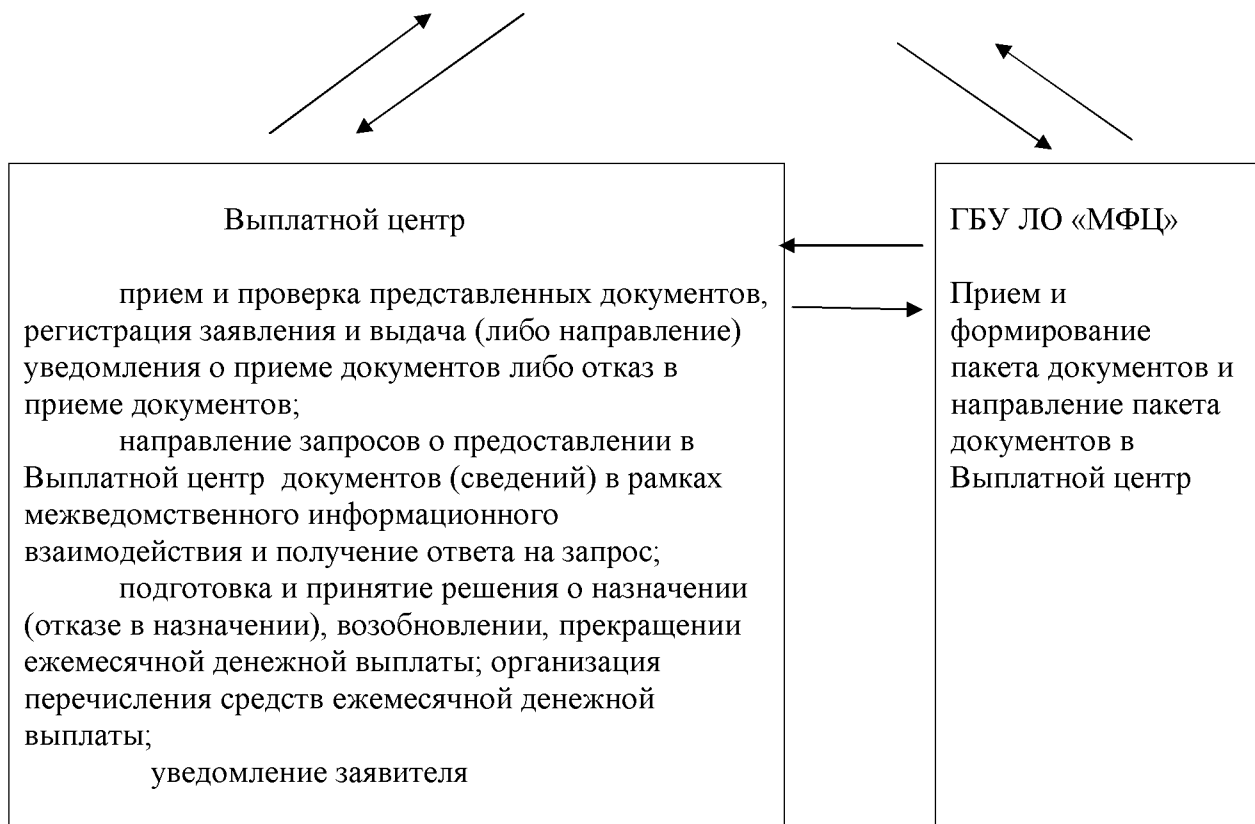 Выплатной центр
прием и проверка представленных документов,
регистрация заявления и выдача (либо направление)
уведомления о приеме документов либо отказ в
приеме документов;
направление запросов о предоставлении в
Выплатной центр документов (сведений) в рамках
межведомственного информационного
взаимодействия и получение ответа на запрос;
подготовка и принятие решения о назначении
(отказе в назначении), возобновлении, прекращении
ежемесячной денежной выплаты; организация
перечисления средств ежемесячной денежной
выплаты;
уведомление заявителя
ГБУ ЛО «МФЦ»
Прием и
формирование
пакета документов и
направление пакета
документов в
Выплатной центр